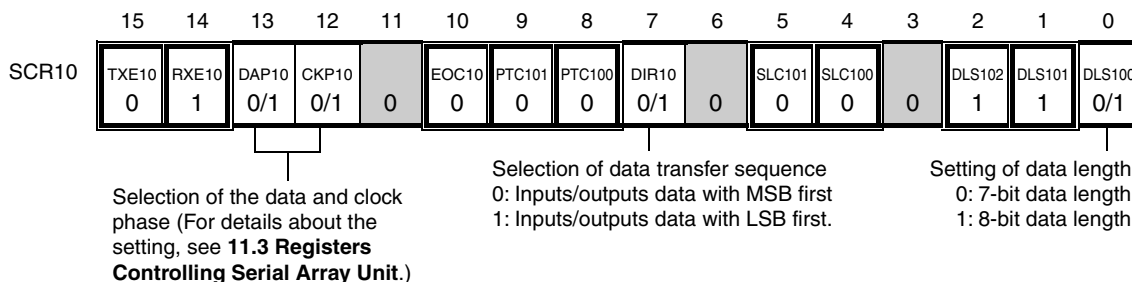 15 14 13 12 11 10 9 8 7 6 5 4 3 2 1 0
SCR10 TXE10 RXE10 DAP10 CKP10 EOC10 PTC101 PTC100 DIR10 SLC101 SLC100 DLS102 DLS101 DLS100
0 1 0/1 0/1 0 0 0 0 0/1 0 0 0 0 1 1 0/1
Selection of the data and clock
phase (For details about the
setting, see 11.3 Registers
Controlling Serial Array Unit.)
Selection of data transfer sequence
0: Inputs/outputs data with MSB first
1: Inputs/outputs data with LSB first.
Setting of data length
0: 7-bit data length
1: 8-bit data length